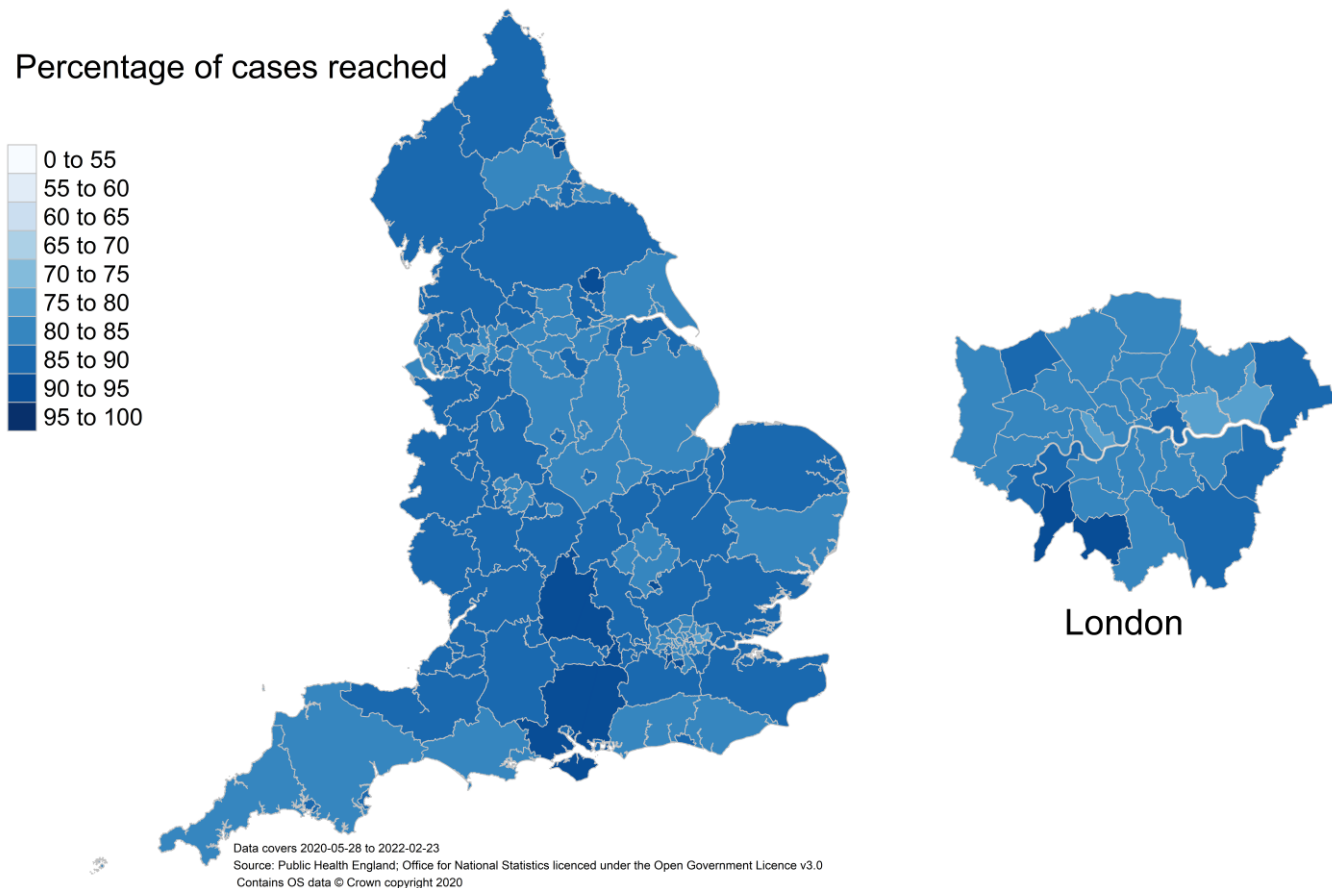 Percentage of cases reached
0 to 55
55 to 60
60 to 65
65 to 70
70 to 75
75 to 80
80 to 85
85 to 90
90 to 95
95 to 100
London
Data covers 2020-05-28 to 2022-02-23
Source: Public Health England; Office for National Statistics licenced under the Open Government Licence v3.0
Contains OS data © Crown copyright 2020